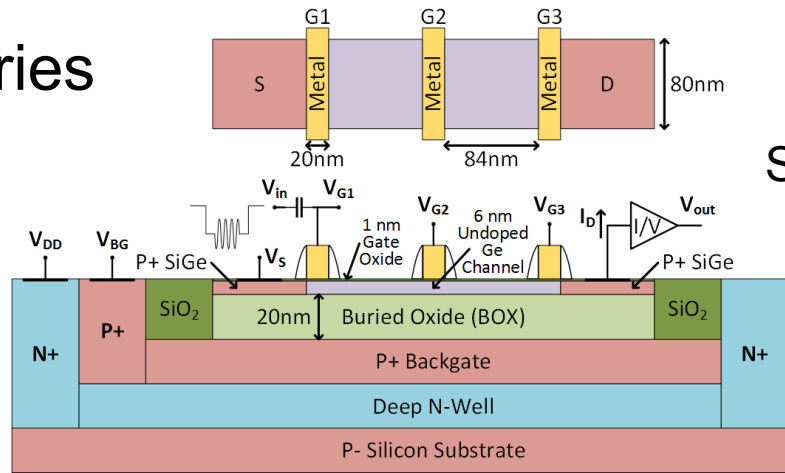 ries
G1
G2
G3
S
Metal
Metal
Metal
D
80nm
20nm
84nm
S
V_in
V_G1
V_G2
V_G3
I_D
I/V
V_out
1 nm
Gate
Oxide
6 nm
Undoped
Ge
Channel
V_DD
V_BG
V_S
P+ SiGe
P+ SiGe
SiO₂
20nm
Buried Oxide (BOX)
SiO₂
N+
P+
P+ Backgate
N+
Deep N-Well
P- Silicon Substrate